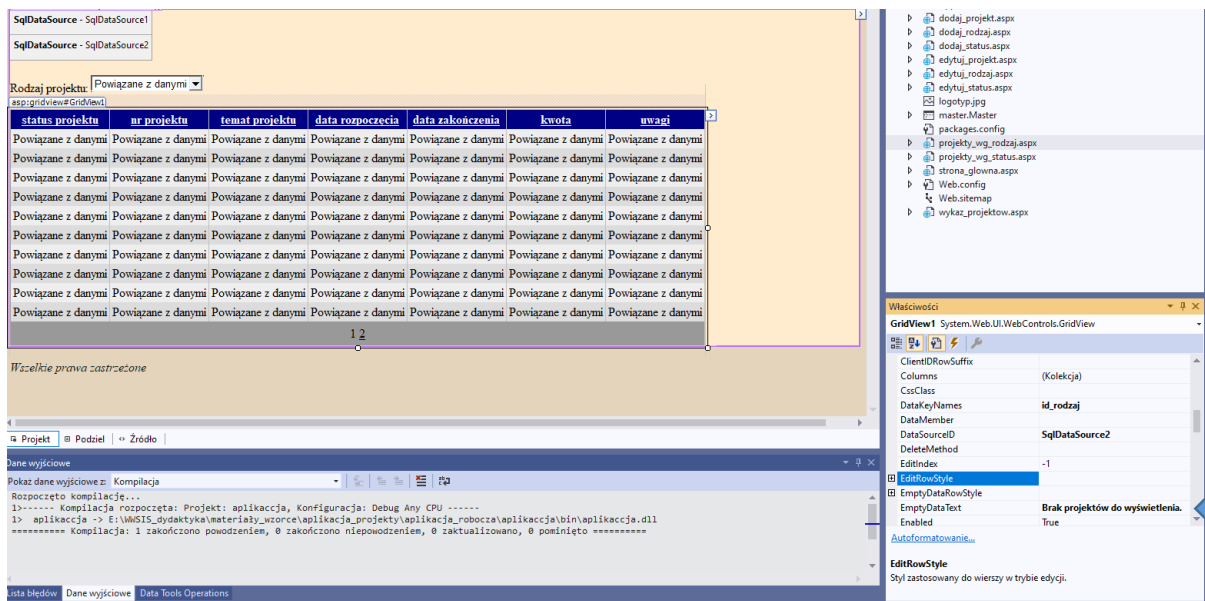 SqlDataSource - SqlDataSource1
SqlDataSource - SqlDataSource2
Rodzaj projektu: Powiązane z danymi
asp:gridview#GridView1
status projektu nr projektu temat projektu data rozpoczęcia data zakończenia kwota uwagi
Powiązane z danymi Powiązane z danymi Powiązane z danymi Powiązane z danymi Powiązane z danymi Powiązane z danymi Powiązane z danymi
Powiązane z danymi Powiązane z danymi Powiązane z danymi Powiązane z danymi Powiązane z danymi Powiązane z danymi Powiązane z danymi
Powiązane z danymi Powiązane z danymi Powiązane z danymi Powiązane z danymi Powiązane z danymi Powiązane z danymi Powiązane z danymi
Powiązane z danymi Powiązane z danymi Powiązane z danymi Powiązane z danymi Powiązane z danymi Powiązane z danymi Powiązane z danymi
Powiązane z danymi Powiązane z danymi Powiązane z danymi Powiązane z danymi Powiązane z danymi Powiązane z danymi Powiązane z danymi
Powiązane z danymi Powiązane z danymi Powiązane z danymi Powiązane z danymi Powiązane z danymi Powiązane z danymi Powiązane z danymi
Powiązane z danymi Powiązane z danymi Powiązane z danymi Powiązane z danymi Powiązane z danymi Powiązane z danymi Powiązane z danymi
Powiązane z danymi Powiązane z danymi Powiązane z danymi Powiązane z danymi Powiązane z danymi Powiązane z danymi Powiązane z danymi
Powiązane z danymi Powiązane z danymi Powiązane z danymi Powiązane z danymi Powiązane z danymi Powiązane z danymi Powiązane z danymi
Powiązane z danymi Powiązane z danymi Powiązane z danymi Powiązane z danymi Powiązane z danymi Powiązane z danymi Powiązane z danymi
1 2
Wszelkie prawa zastrzeżone
Projekt Podziel Źródło
Dane wyjściowe
Pokaż dane wyjściowe z: Kompilacja
Rozpoczęto kompilację...
1>------ Kompilacja rozpoczęta: Projekt: aplikaccja, Konfiguracja: Debug Any CPU ------
1>  aplikaccja -> E:\WWSIS_dydaktyka\materiały_wzorce\aplikacja_projekty\aplikacja_robocza\aplikaccja\bin\aplikaccja.dll
========== Kompilacja: 1 zakończono powodzeniem, 0 zakończono niepowodzeniem, 0 zaktualizowano, 0 pominięto ==========
Lista błędów Dane wyjściowe Data Tools Operations
dodaj_projekt.aspx
dodaj_rodzaj.aspx
dodaj_status.aspx
edytuj_projekt.aspx
edytuj_rodzaj.aspx
edytuj_status.aspx
logotyp.jpg
master.Master
packages.config
projekty_wg_rodzaj.aspx
projekty_wg_status.aspx
strona_glowna.aspx
Web.config
Web.sitemap
wykaz_projektow.aspx
Właściwości
GridView1 System.Web.UI.WebControls.GridView
ClientIDRowSuffix
Columns (Kolekcja)
CssClass
DataKeyNames id_rodzaj
DataMember
DataSourceID SqlDataSource2
DeleteMethod
EditIndex -1
EditRowStyle
EmptyDataRowStyle
EmptyDataText Brak projektów do wyświetlenia.
Enabled True
Autoformatowanie...
EditRowStyle
Styl zastosowany do wierszy w trybie edycji.